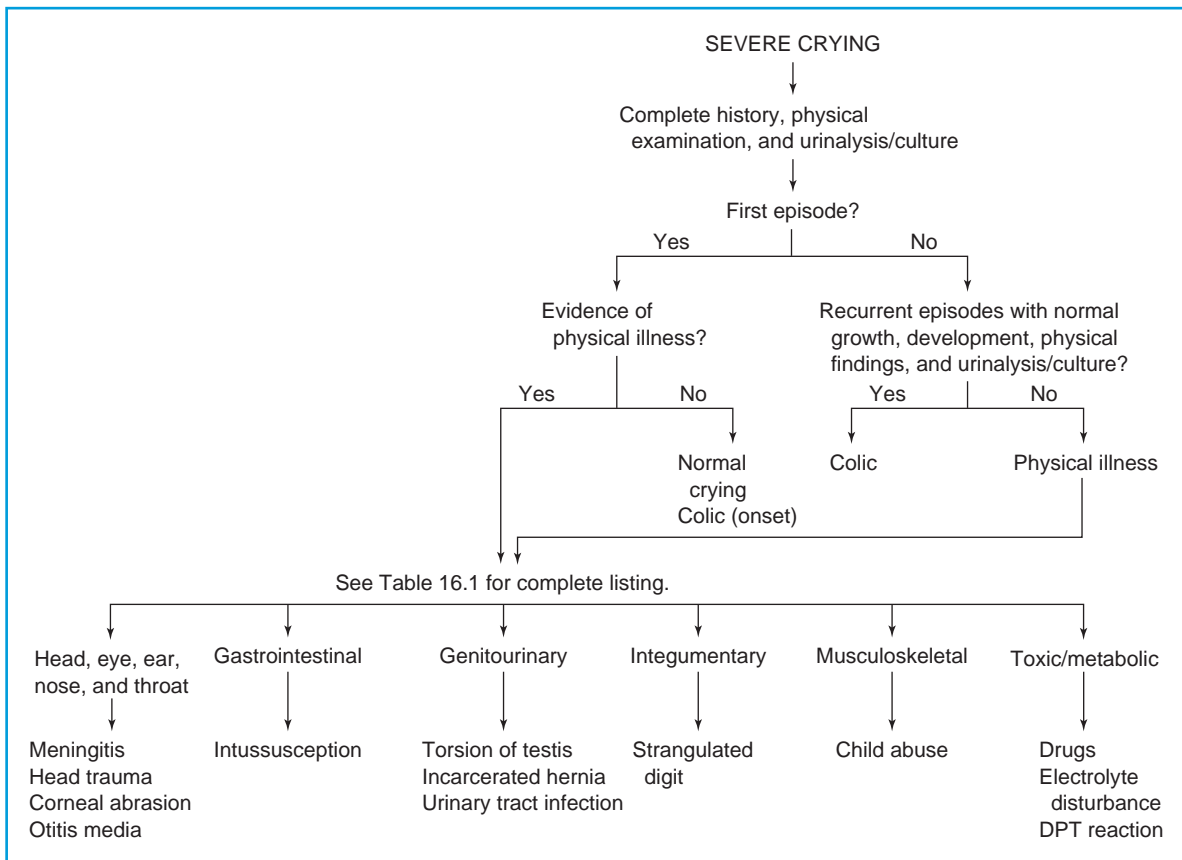 SEVERE CRYING
Complete history, physical
examination, and urinalysis/culture
First episode?
Yes
No
Evidence of
physical illness?
Recurrent episodes with normal
growth, development, physical
findings, and urinalysis/culture?
Yes
No
Yes
No
Normal
crying
Colic (onset)
Colic
Physical illness
See Table 16.1 for complete listing.
Head, eye, ear,
nose, and throat
Gastrointestinal
Genitourinary
Integumentary
Musculoskeletal
Toxic/metabolic
Meningitis
Head trauma
Corneal abrasion
Otitis media
Intussusception
Torsion of testis
Incarcerated hernia
Urinary tract infection
Strangulated
digit
Child abuse
Drugs
Electrolyte
disturbance
DPT reaction